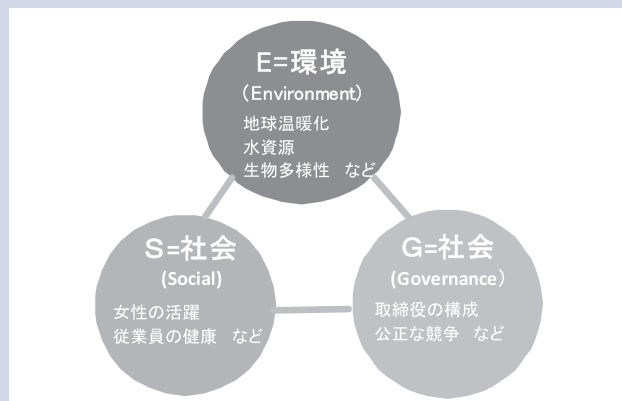 E=環境
（Environment）
地球温暖化
水資源
生物多様性　など
S=社会
(Social)
女性の活躍
従業員の健康　など
G=社会
(Governance）
取締役の構成
公正な競争　など